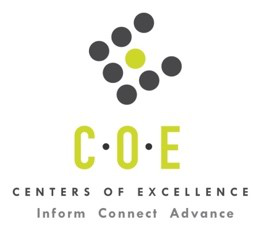 C•O•E
CENTERS OF EXCELLENCE
Inform Connect Advance